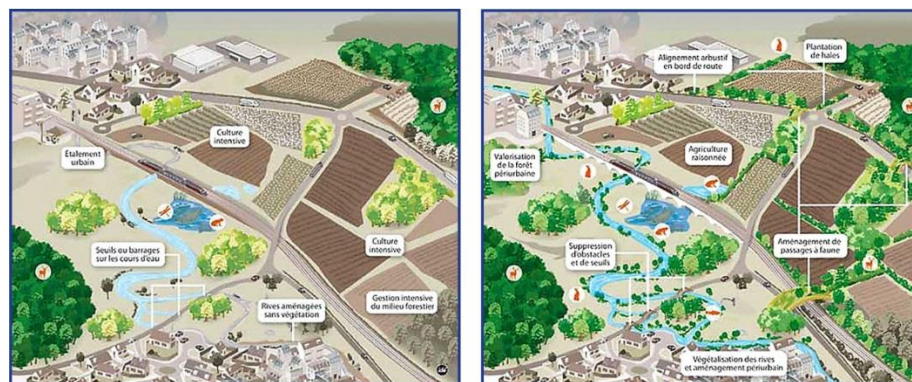 Culture
intensive
Étalement
urbain
Seuils ou barrages
sur les cours d'eau
Culture
intensive
Gestion intensive
du milieu forestier
Rives aménagées
sans végétation
Alignement arbustif
en bord de route
Plantation
de haies
Valorisation
de la forêt
périurbaine
Agriculture
raisonnée
Suppression
d'obstacles
et de seuils
Aménagement de
passages à faune
Végétalisation des rives
et aménagement périurbain